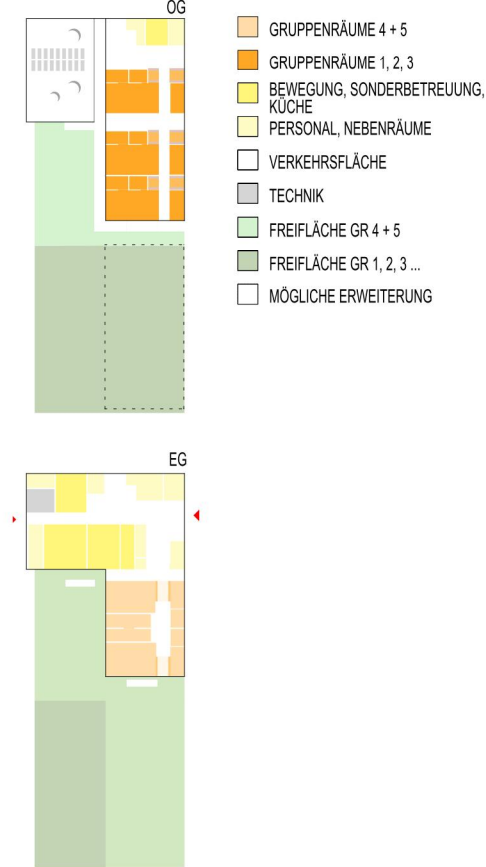 OG
GRUPPENRÄUME 4 + 5
GRUPPENRÄUME 1, 2, 3
BEWEGUNG, SONDERBETREUUNG,
KÜCHE
PERSONAL, NEBENRÄUME
VERKEHRSFLÄCHE
TECHNIK
FREIFLÄCHE GR 4 + 5
FREIFLÄCHE GR 1, 2, 3 ...
MÖGLICHE ERWEITERUNG
EG